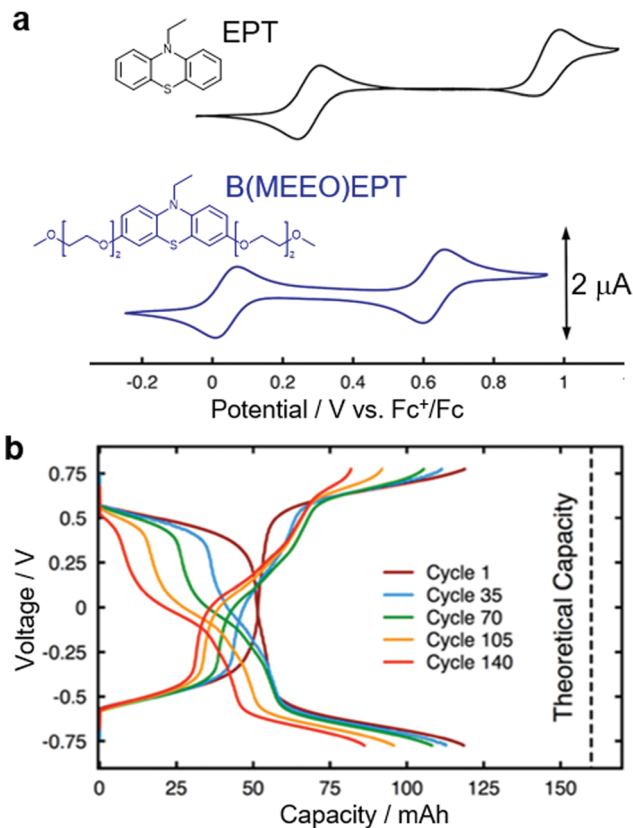 a
EPT
N
S
B(MEEO)EPT
N
O [ O ]2 S [ O ]2 O
2 μA
-0.2 0 0.2 0.4 0.6 0.8 1
Potential / V vs. Fc⁺/Fc
b
0.75
0.5
0.25
0
-0.25
-0.5
-0.75
Voltage / V
Cycle 1
Cycle 35
Cycle 70
Cycle 105
Cycle 140
Theoretical Capacity
0 25 50 75 100 125 150
Capacity / mAh